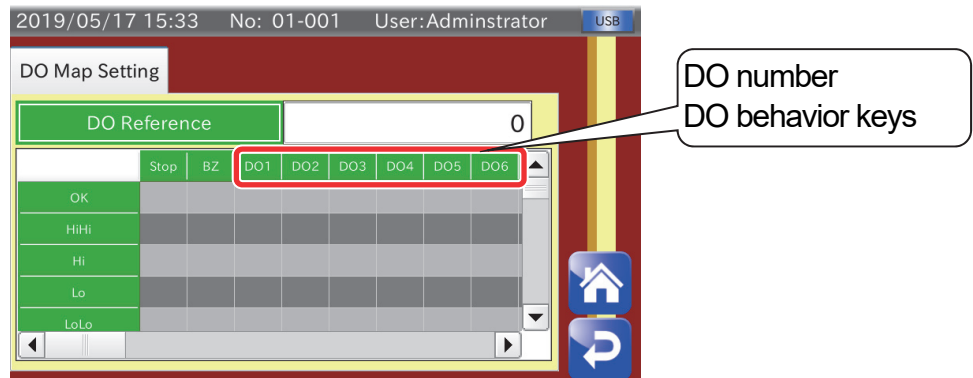 2019/05/17 15:33 No: 01-001 User:Adminstrator USB
DO Map Setting
DO number
DO behavior keys
DO Reference 0
Stop BZ DO1 DO2 DO3 DO4 DO5 DO6
OK
HiHi
Hi
Lo
LoLo